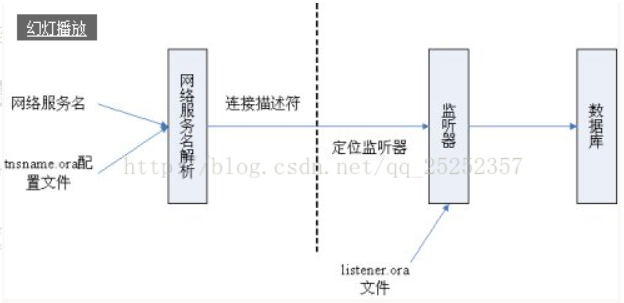 幻灯播放
网络服务名
tnsname.ora配
置文件
网络服务名解析
连接描述符
定位监听器
监听器
数据库
listener.ora
文件
http://blog.csdn.net/qq_25252357